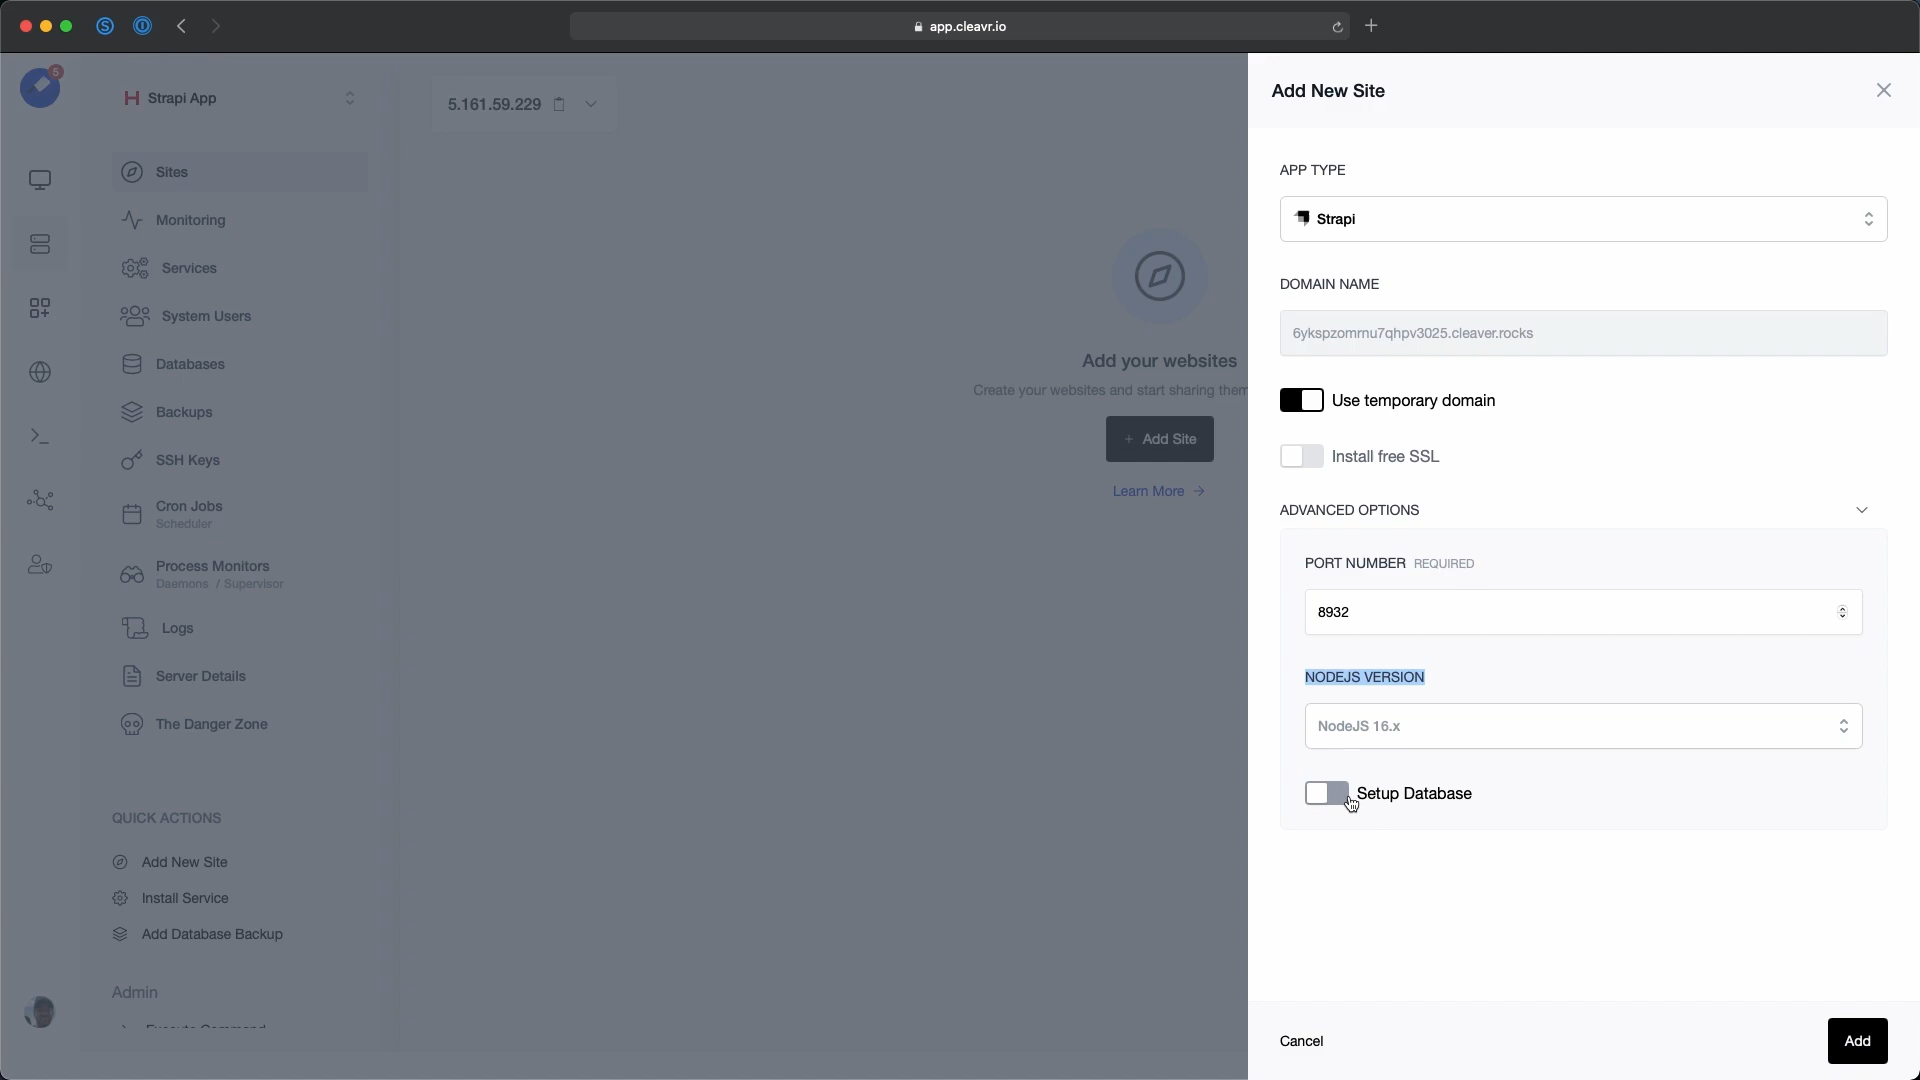 app.cleavr.io
5
Strapi App
Sites
Monitoring
Services
System Users
Databases
Backups
SSH Keys
Cron Jobs
Scheduler
Process Monitors
Daemons / Supervisor
Logs
Server Details
The Danger Zone
QUICK ACTIONS
Add New Site
Install Service
Add Database Backup
Admin
Execute Command
5.161.59.229
Add your websites
Create your websites and start sharing them
+ Add Site
Learn More →
Add New Site
APP TYPE
Strapi
DOMAIN NAME
6ykspzomrnu7qhpv3025.cleaver.rocks
Use temporary domain
Install free SSL
ADVANCED OPTIONS
PORT NUMBER REQUIRED
8932
NODEJS VERSION
NodeJS 16.x
Setup Database
Cancel
Add